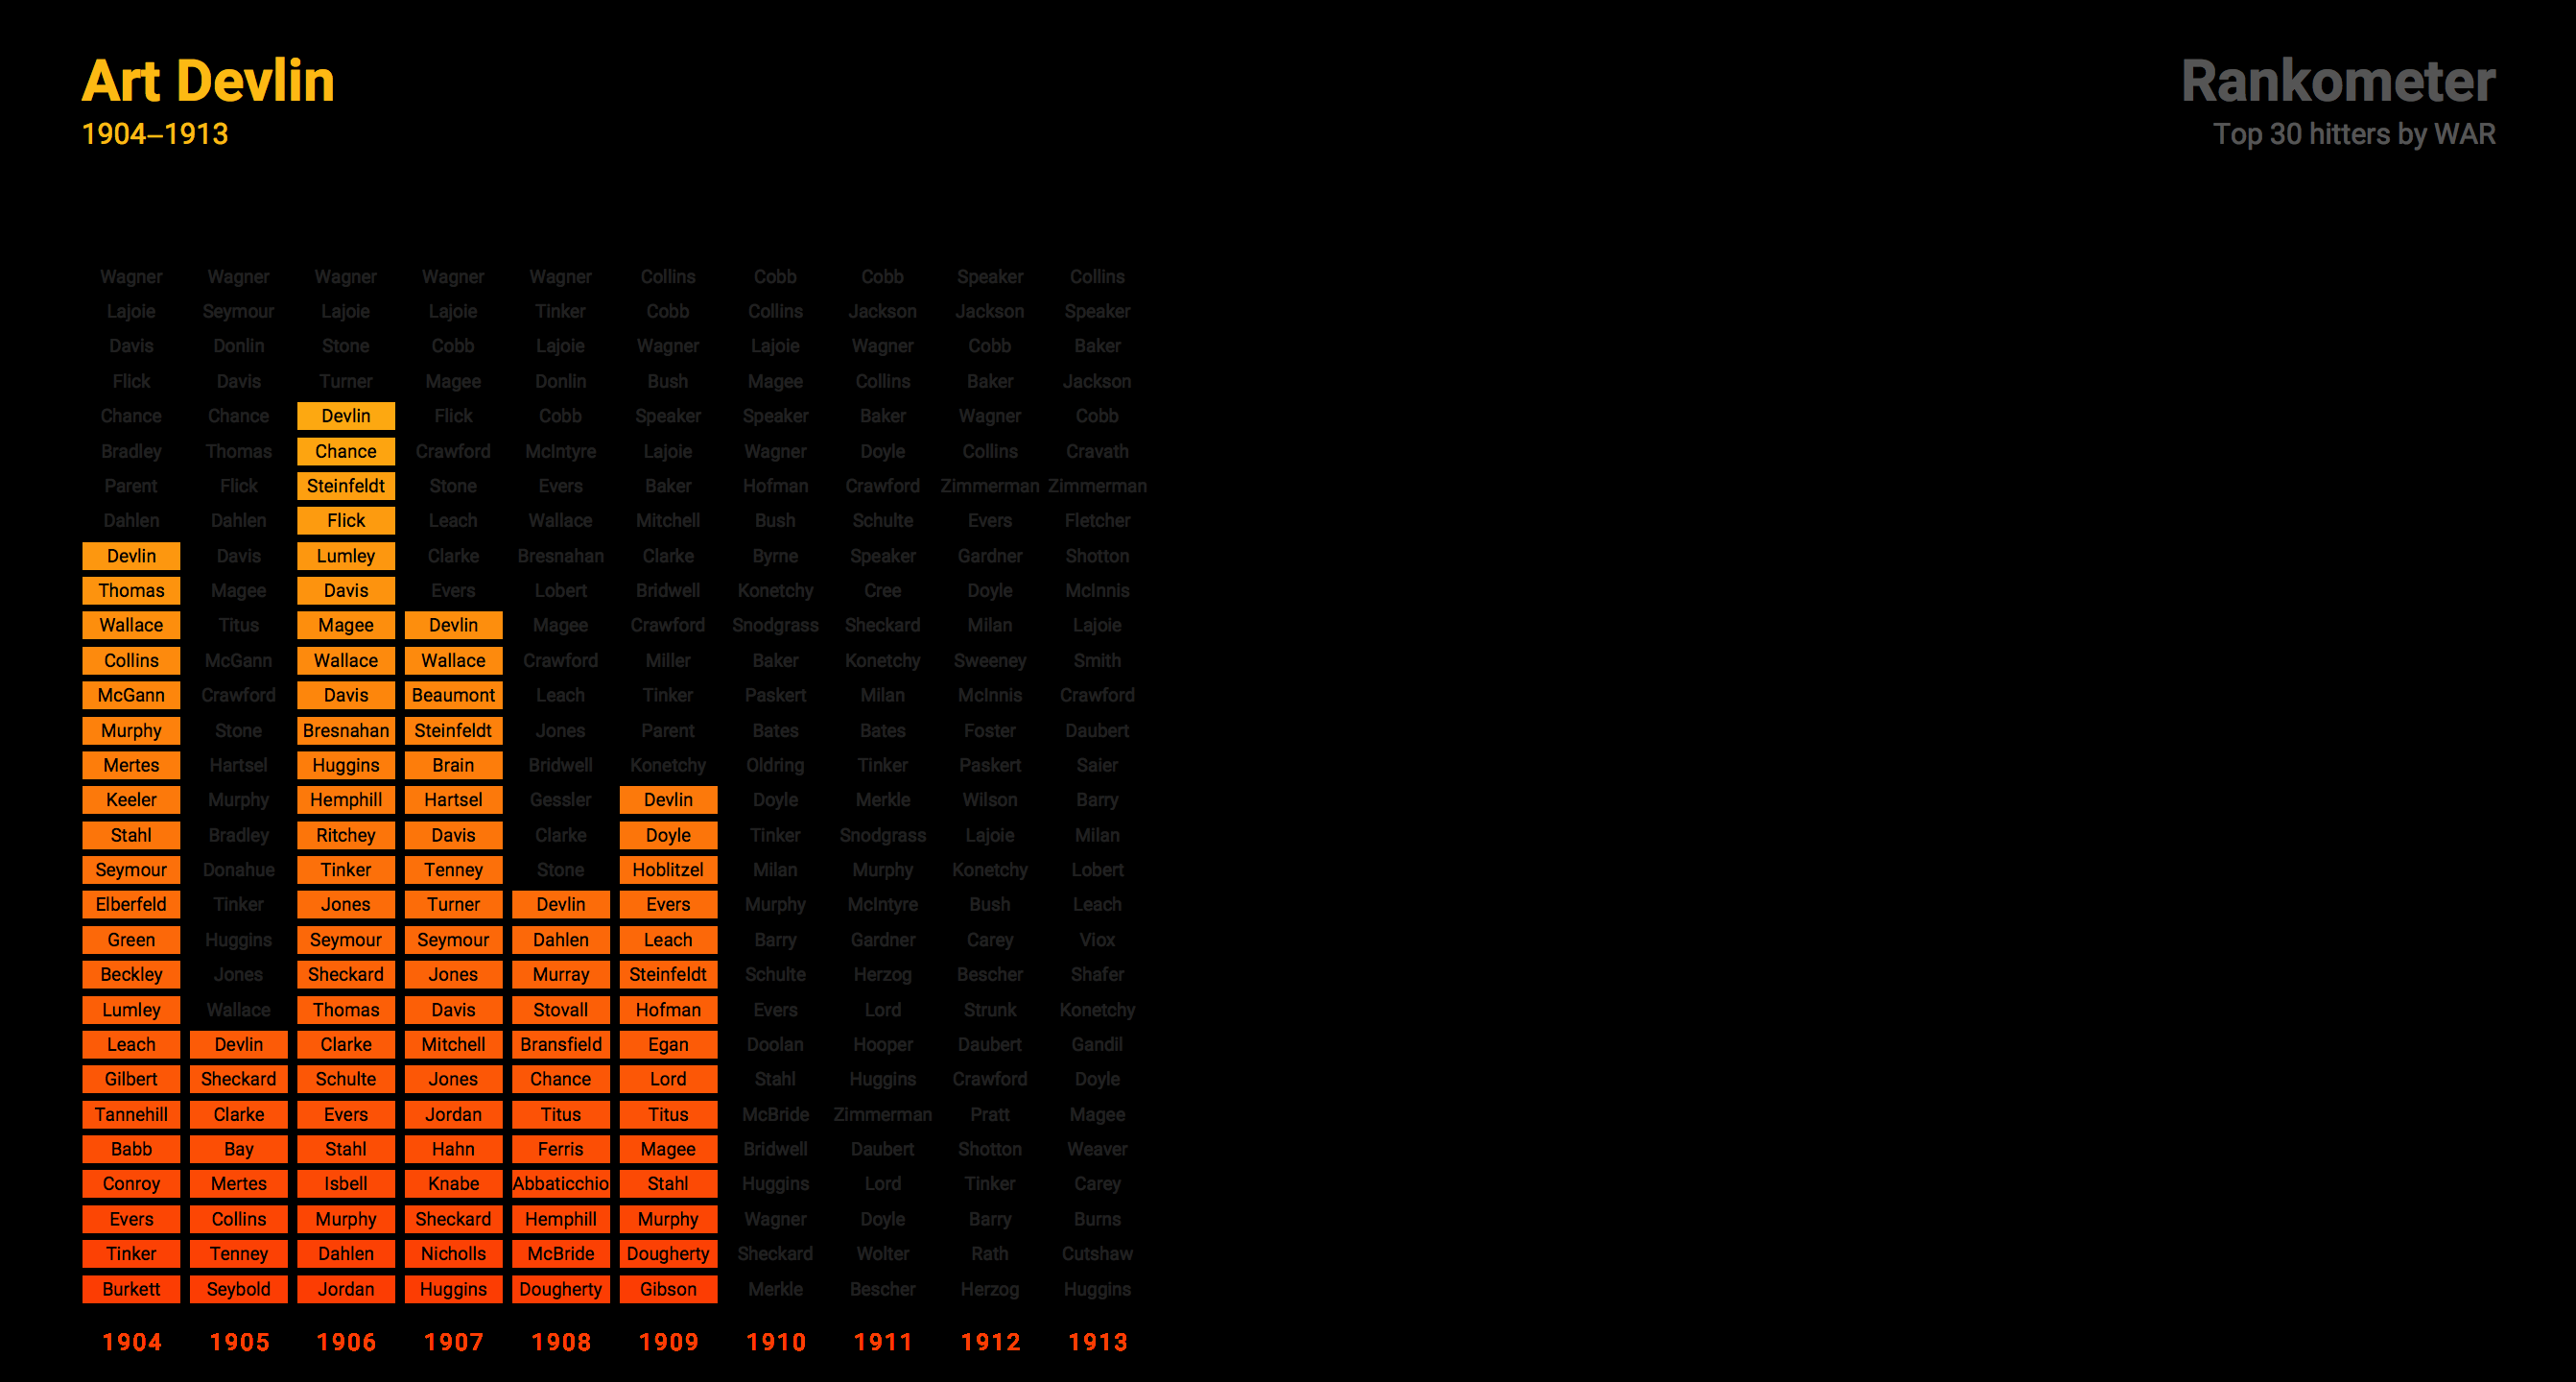 Art Devlin
1904–1913
Rankometer
Top 30 hitters by WAR
Wagner Wagner Wagner Wagner Wagner Collins Cobb Cobb Speaker Collins
Lajoie Seymour Lajoie Lajoie Tinker Cobb Collins Jackson Jackson Speaker
Davis Donlin Stone Cobb Lajoie Wagner Lajoie Wagner Cobb Baker
Flick Davis Turner Magee Donlin Bush Magee Collins Baker Jackson
Chance Chance Devlin Flick Cobb Speaker Speaker Baker Wagner Cobb
Bradley Thomas Chance Crawford McIntyre Lajoie Wagner Doyle Collins Cravath
Parent Flick Steinfeldt Stone Evers Baker Hofman Crawford Zimmerman Zimmerman
Dahlen Dahlen Flick Leach Wallace Mitchell Bush Schulte Evers Fletcher
Devlin Davis Lumley Clarke Bresnahan Clarke Byrne Speaker Gardner Shotton
Thomas Magee Davis Evers Lobert Bridwell Konetchy Cree Doyle McInnis
Wallace Titus Magee Devlin Magee Crawford Snodgrass Sheckard Milan Lajoie
Collins McGann Wallace Wallace Crawford Miller Baker Konetchy Sweeney Smith
McGann Crawford Davis Beaumont Leach Tinker Paskert Milan McInnis Crawford
Murphy Stone Bresnahan Steinfeldt Jones Parent Bates Bates Foster Daubert
Mertes Hartsel Huggins Brain Bridwell Konetchy Oldring Tinker Paskert Saier
Keeler Murphy Hemphill Hartsel Gessler Devlin Doyle Merkle Wilson Barry
Stahl Bradley Ritchey Davis Clarke Doyle Tinker Snodgrass Lajoie Milan
Seymour Donahue Tinker Tenney Stone Hoblitzel Milan Murphy Konetchy Lobert
Elberfeld Tinker Jones Turner Devlin Evers Murphy McIntyre Bush Leach
Green Huggins Seymour Seymour Dahlen Leach Barry Gardner Carey Viox
Beckley Jones Sheckard Jones Murray Steinfeldt Schulte Herzog Bescher Shafer
Lumley Wallace Thomas Davis Stovall Hofman Evers Lord Strunk Konetchy
Leach Devlin Clarke Mitchell Bransfield Egan Doolan Hooper Daubert Gandil
Gilbert Sheckard Schulte Jones Chance Lord Stahl Huggins Crawford Doyle
Tannehill Clarke Evers Jordan Titus Titus McBride Zimmerman Pratt Magee
Babb Bay Stahl Hahn Ferris Magee Bridwell Daubert Shotton Weaver
Conroy Mertes Isbell Knabe Abbaticchio Stahl Huggins Lord Tinker Carey
Evers Collins Murphy Sheckard Hemphill Murphy Wagner Doyle Barry Burns
Tinker Tenney Dahlen Nicholls McBride Dougherty Sheckard Wolter Rath Cutshaw
Burkett Seybold Jordan Huggins Dougherty Gibson Merkle Bescher Herzog Huggins
1904 1905 1906 1907 1908 1909 1910 1911 1912 1913